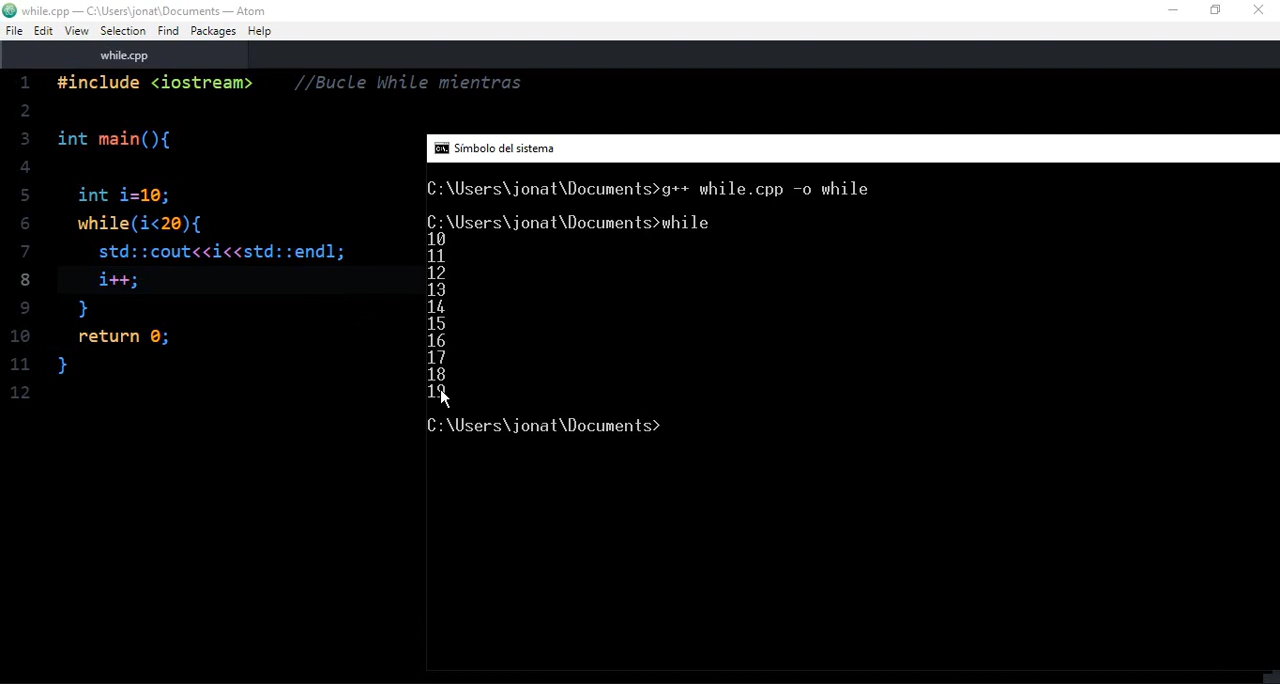 while.cpp — C:\Users\jonat\Documents — Atom
File Edit View Selection Find Packages Help
while.cpp
1 #include <iostream> //Bucle While mientras
2
3 int main(){
4
5 int i=10;
6 while(i<20){
7 std::cout<<i<<std::endl;
8 i++;
9 }
10 return 0;
11 }
12
Símbolo del sistema
C:\Users\jonat\Documents>g++ while.cpp -o while
C:\Users\jonat\Documents>while
10
11
12
13
14
15
16
17
18
19
C:\Users\jonat\Documents>